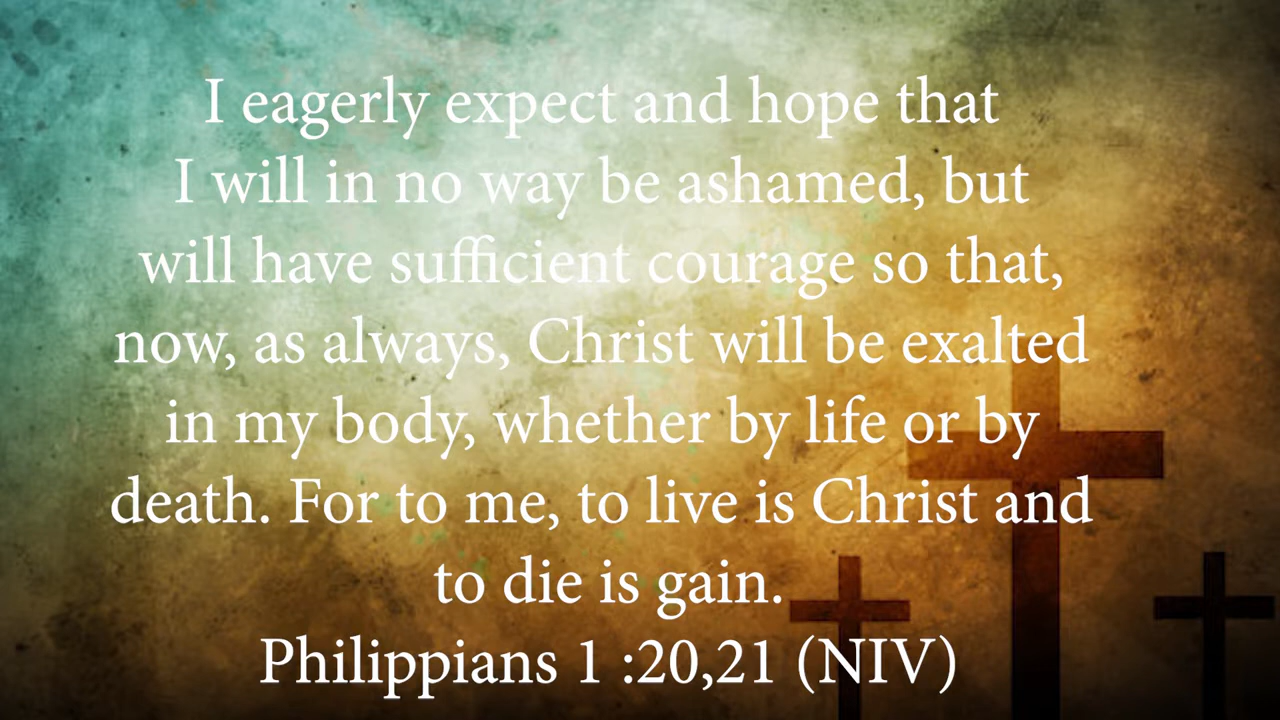 I eagerly expect and hope that
I will in no way be ashamed, but
will have sufficient courage so that,
now, as always, Christ will be exalted
in my body, whether by life or by
death. For to me, to live is Christ and
to die is gain.
Philippians 1 :20,21 (NIV)